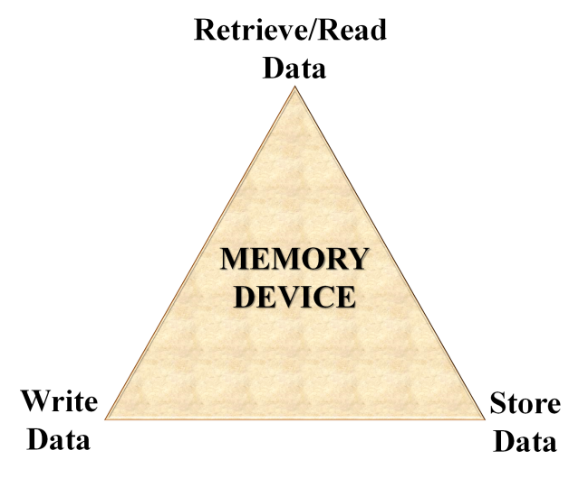 Retrieve/Read
Data
MEMORY
DEVICE
Write
Data
Store
Data